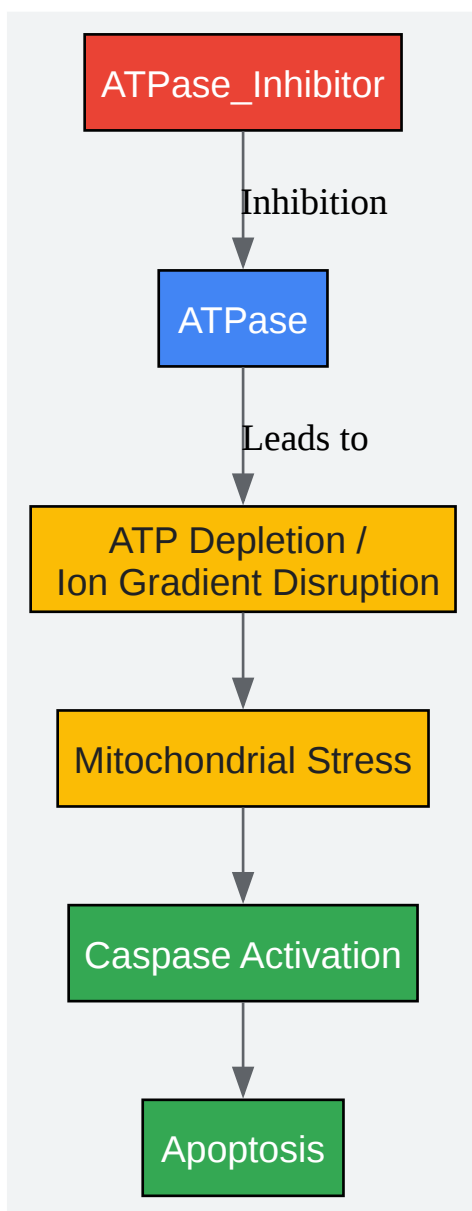 ATPase_Inhibitor
Inhibition
ATPase
Leads to
ATP Depletion /
Ion Gradient Disruption
Mitochondrial Stress
Caspase Activation
Apoptosis